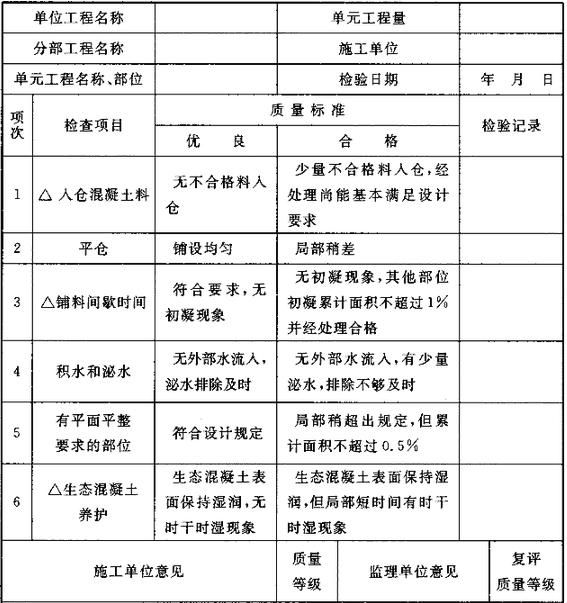 单位工程名称 单元工程量
分部工程名称 施工单位
单元工程名称、部位 检验日期 年 月 日
项次 检查项目 质量标准 检验记录
优 良 合 格
1 △ 入仓混凝土料 无不合格料入仓 少量不合格料入仓,经处理尚能基本满足设计要求
2 平仓 铺设均匀 局部稍差
3 △铺料间歇时间 符合要求,无初凝现象 无初凝现象,其他部位初凝累计面积不超过1%并经处理合格
4 积水和泌水 无外部水流入,泌水排除及时 无外部水流入,有少量泌水,排除不够及时
5 有平面平整要求的部位 符合设计规定 局部稍超出规定,但累计面积不超过0.5%
6 △生态混凝土养护 生态混凝土表面保持湿润,无时干时湿现象 生态混凝土表面保持湿润,但局部短时间有时干时湿现象
施工单位意见 质量等级 监理单位意见 复评质量等级